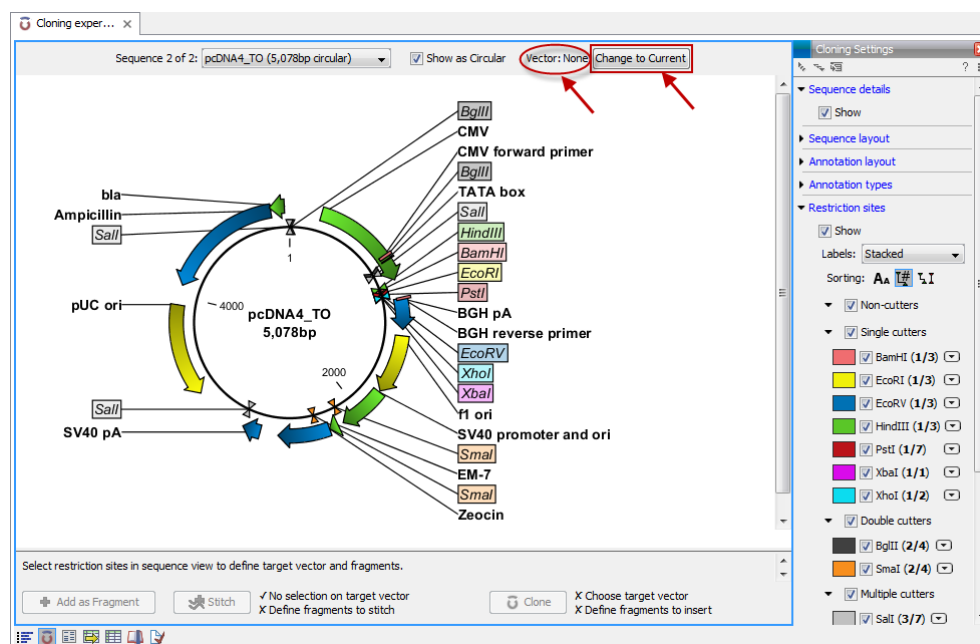 Cloning exper...
Sequence 2 of 2: pcDNA4_TO (5,078bp circular) Show as Circular Vector: None Change to Current
BglII
CMV
CMV forward primer
BglII
TATA box
SalI
HindIII
BamHI
EcoRI
PstI
BGH pA
BGH reverse primer
EcoRV
XhoI
XbaI
f1 ori
SV40 promoter and ori
SmaI
EM-7
SmaI
Zeocin
bla
Ampicillin
SalI
pUC ori
SalI
SV40 pA
1
2000
4000
pcDNA4_TO
5,078bp
Select restriction sites in sequence view to define target vector and fragments.
Add as Fragment
Stitch
✓ No selection on target vector
✗ Define fragments to stitch
Clone
✗ Choose target vector
✗ Define fragments to insert
Cloning Settings
?
Sequence details
Show
Sequence layout
Annotation layout
Annotation types
Restriction sites
Show
Labels: Stacked
Sorting: AA I# I
Non-cutters
Single cutters
BamHI (1/3)
EcoRI (1/3)
EcoRV (1/3)
HindIII (1/3)
PstI (1/7)
XbaI (1/1)
XhoI (1/2)
Double cutters
BglII (2/4)
SmaI (2/4)
Multiple cutters
SalI (3/7)